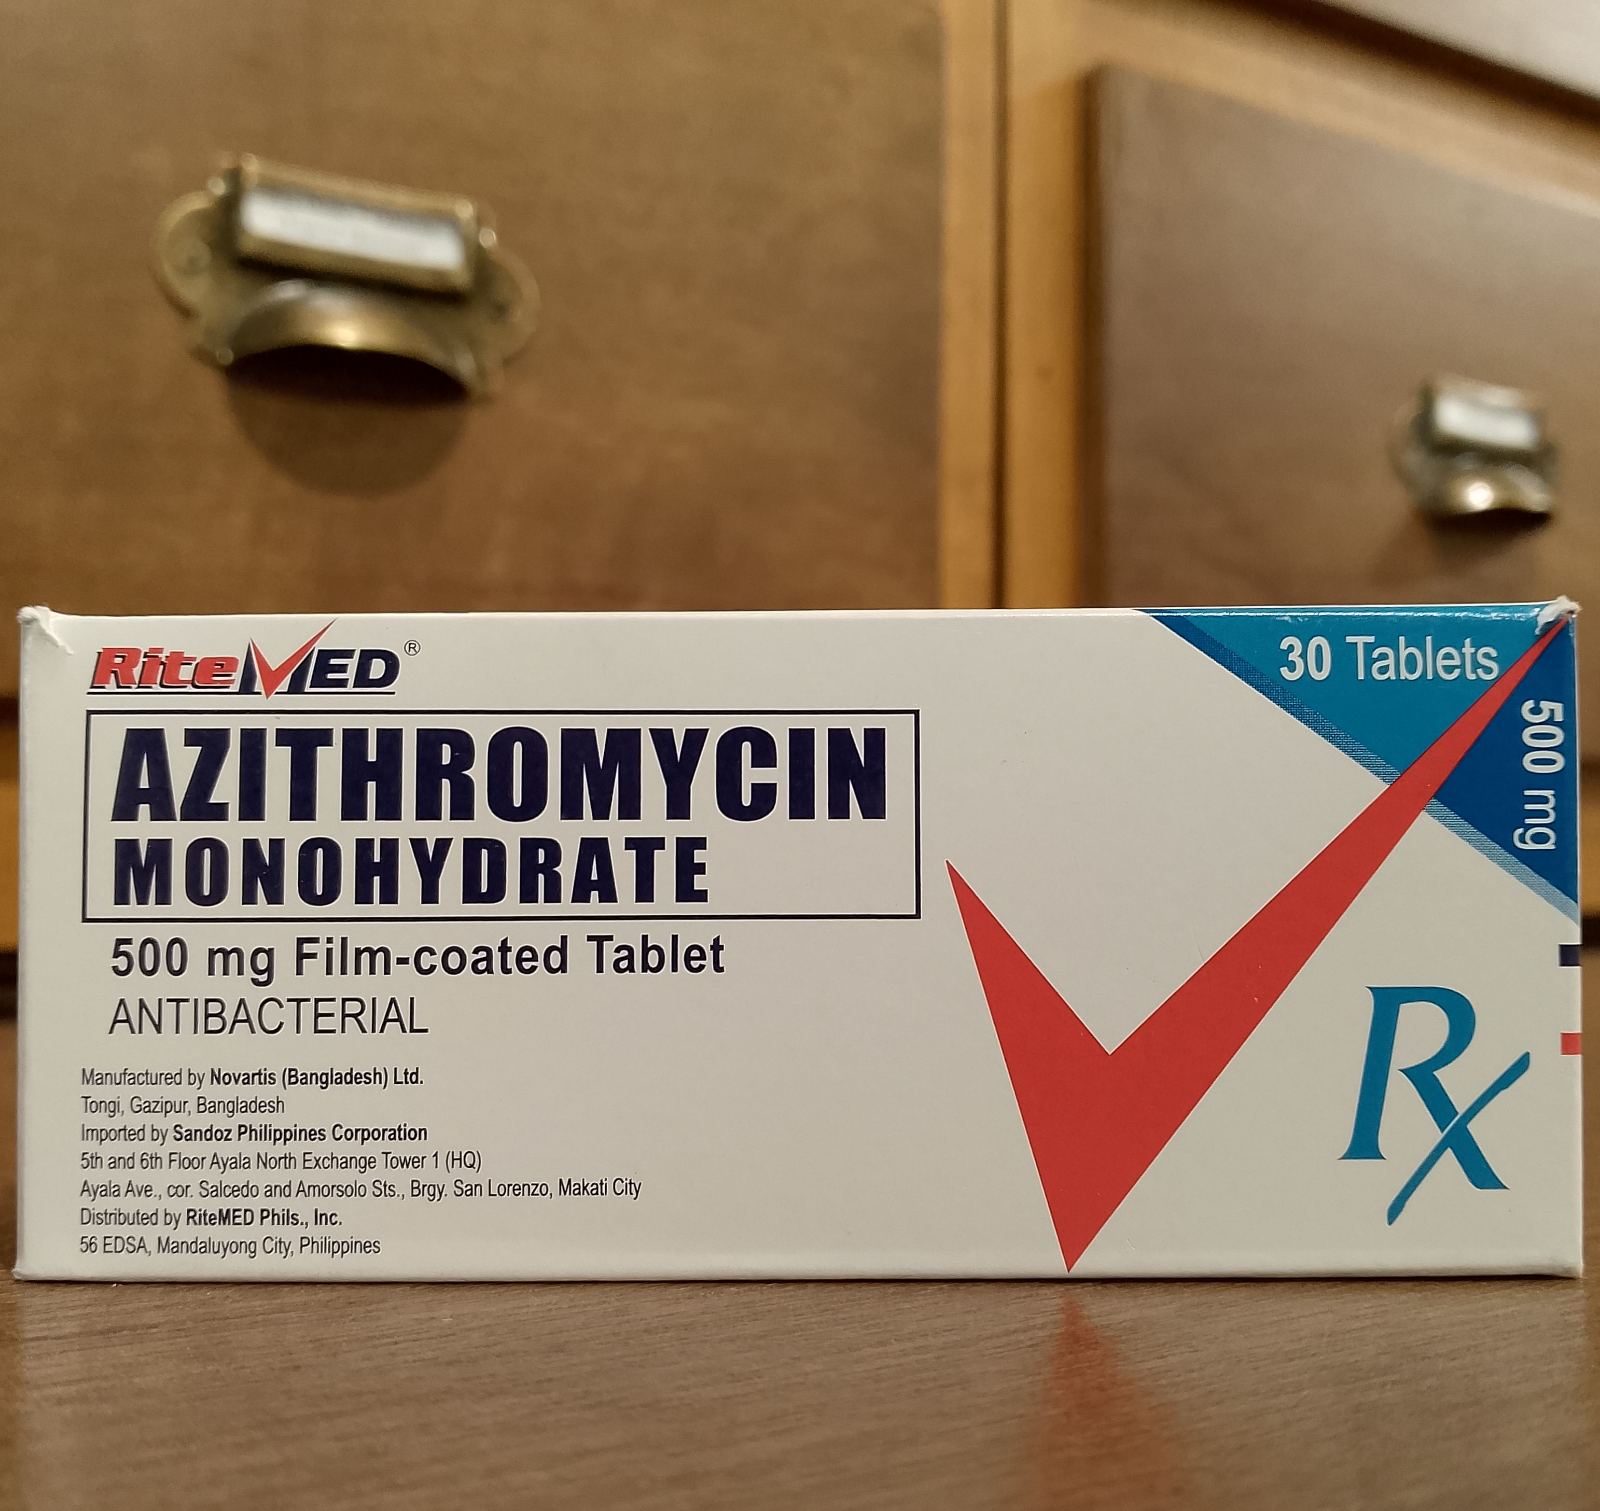 RiteMED®
AZITHROMYCIN
MONOHYDRATE
500 mg Film-coated Tablet
ANTIBACTERIAL
Manufactured by Novartis (Bangladesh) Ltd.
Tongi, Gazipur, Bangladesh
Imported by Sandoz Philippines Corporation
5th and 6th Floor Ayala North Exchange Tower 1 (HQ)
Ayala Ave., cor. Salcedo and Amorsolo Sts., Brgy. San Lorenzo, Makati City
Distributed by RiteMED Phils., Inc.
56 EDSA, Mandaluyong City, Philippines
30 Tablets
500 mg
Rx